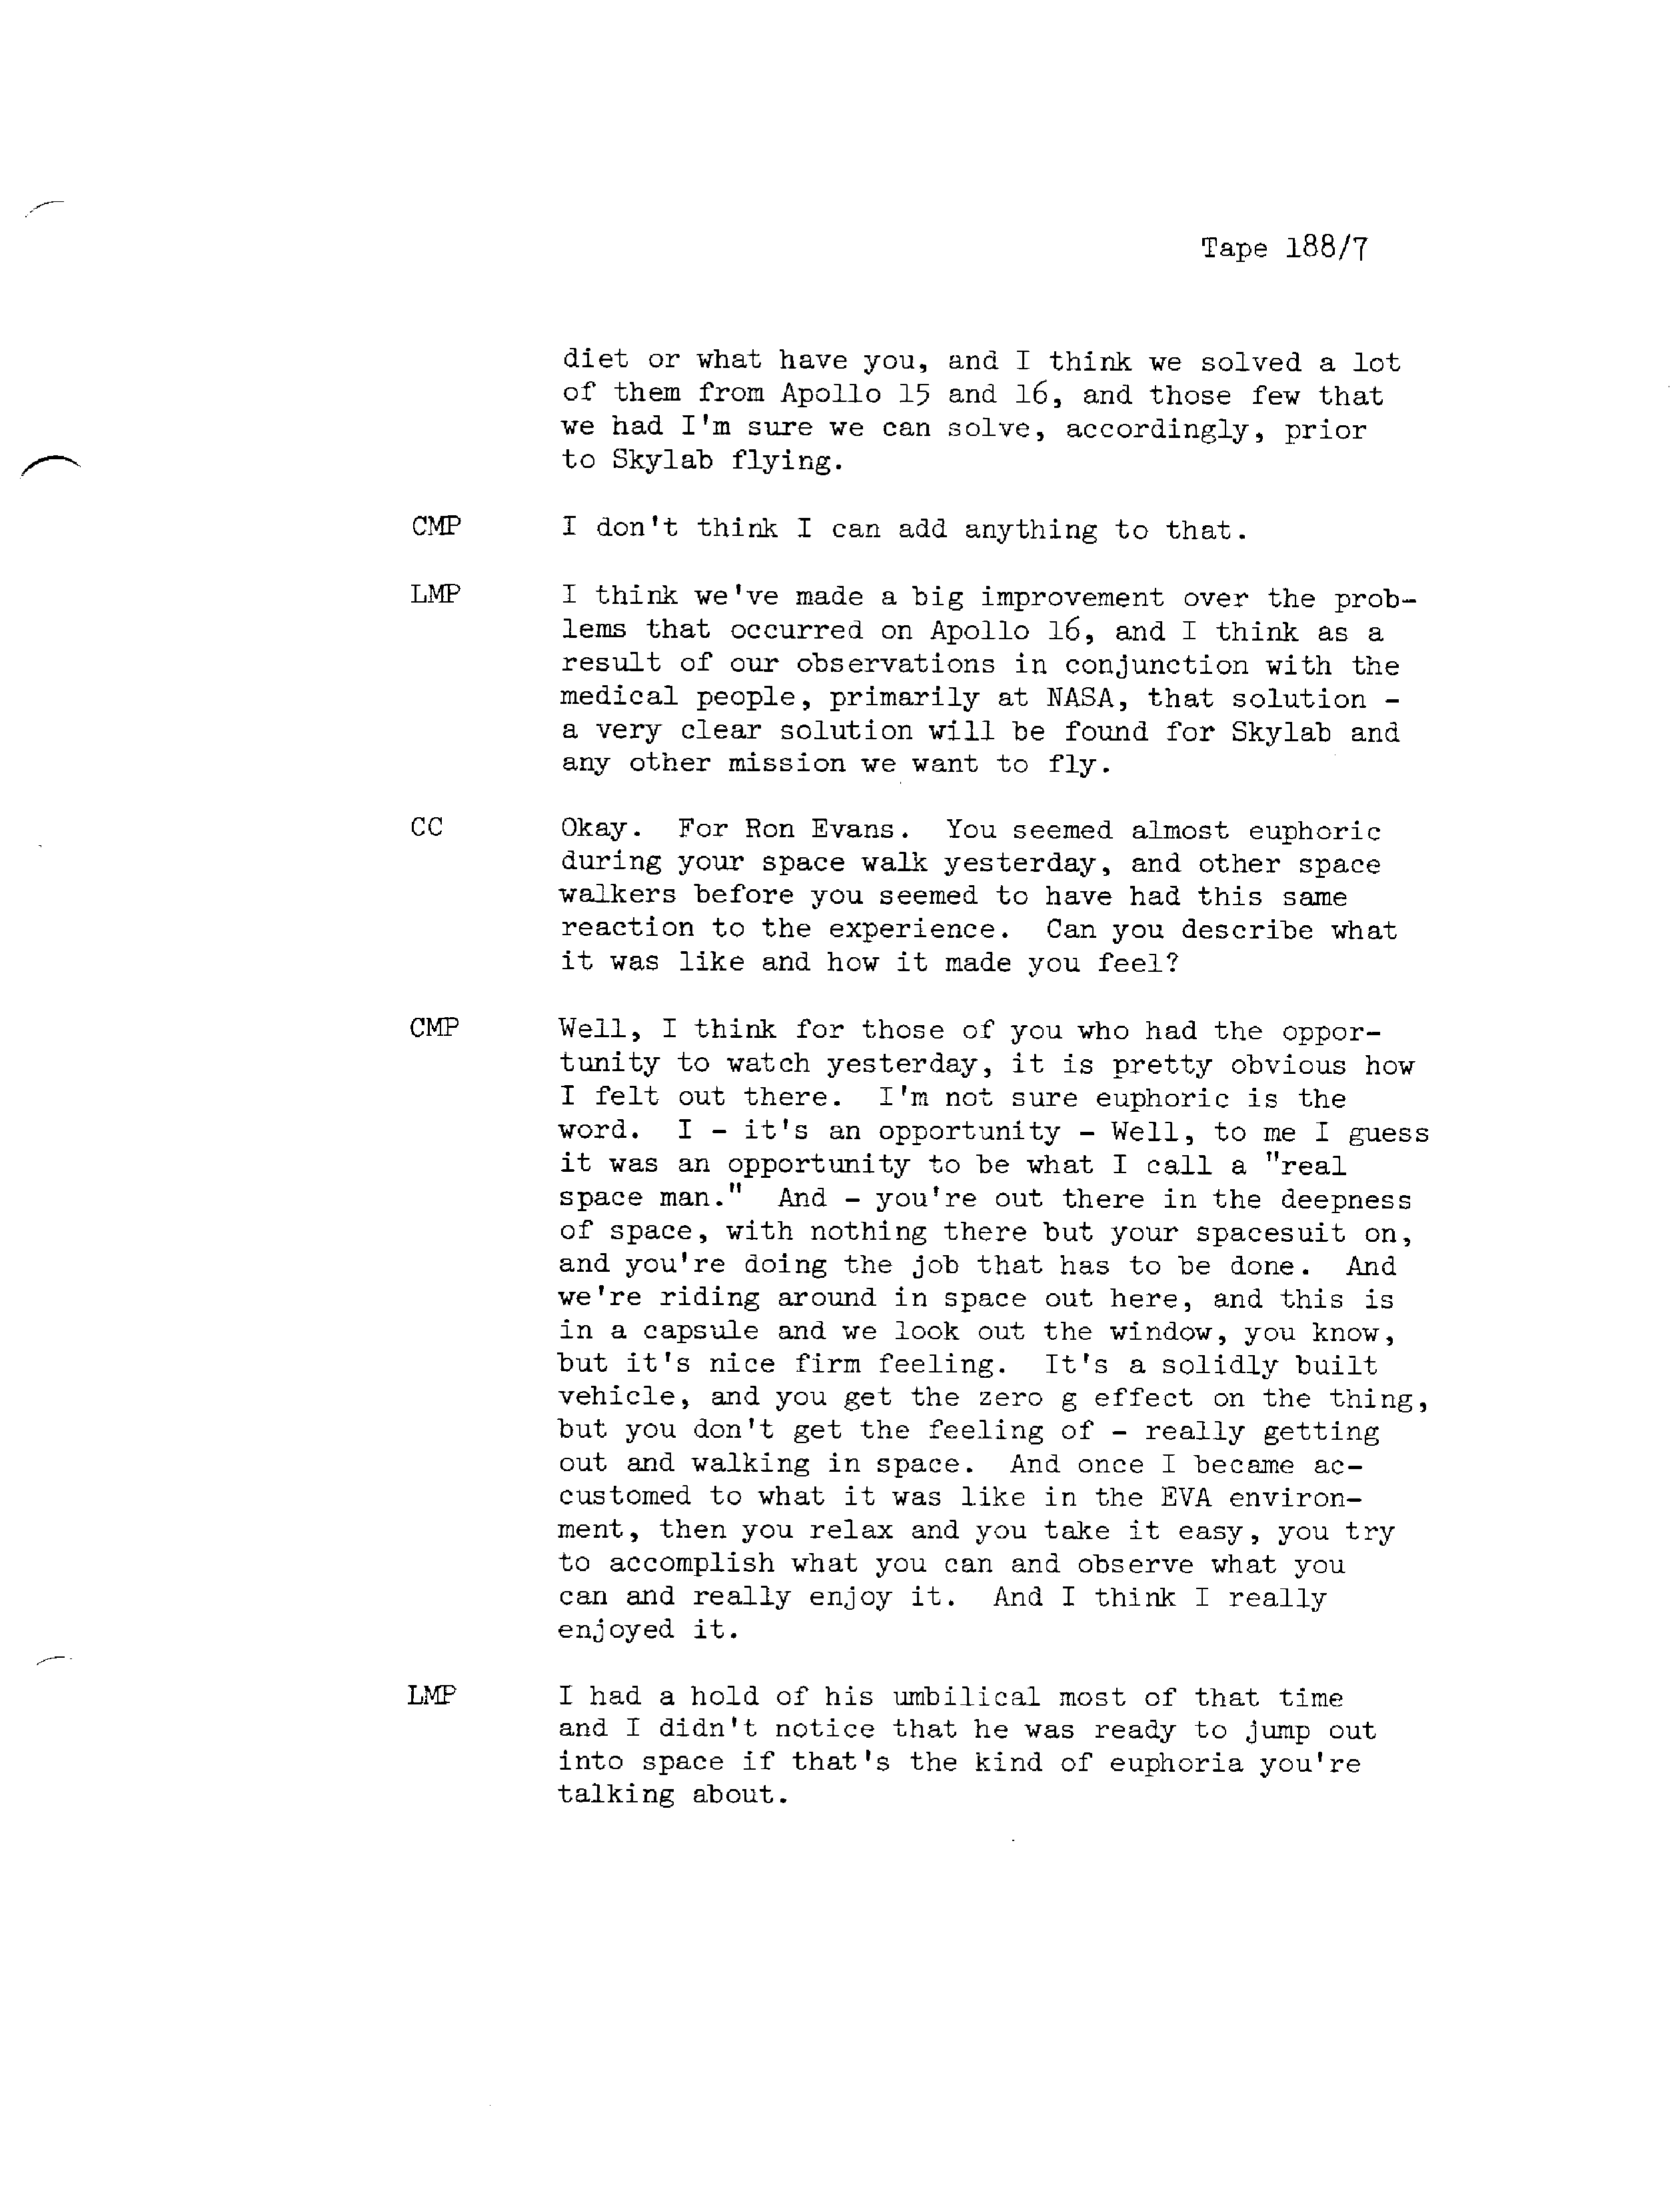 Tape 188/7
diet or what have you, and I think we solved a lot
of them from Apollo 15 and 16, and those few that
we had I'm sure we can solve, accordingly, prior
to Skylab flying.
CMP I don't think I can add anything to that.
LMP I think we've made a big improvement over the prob-
lems that occurred on Apollo 16, and I think as a
result of our observations in conjunction with the
medical people, primarily at NASA, that solution -
a very clear solution will be found for Skylab and
any other mission we want to fly.
CC Okay. For Ron Evans. You seemed almost euphoric
during your space walk yesterday, and other space
walkers before you seemed to have had this same
reaction to the experience. Can you describe what
it was like and how it made you feel?
CMP Well, I think for those of you who had the oppor-
tunity to watch yesterday, it is pretty obvious how
I felt out there. I'm not sure euphoric is the
word. I - it's an opportunity - Well, to me I guess
it was an opportunity to be what I call a "real
space man." And - you're out there in the deepness
of space, with nothing there but your spacesuit on,
and you're doing the job that has to be done. And
we're riding around in space out here, and this is
in a capsule and we look out the window, you know,
but it's nice firm feeling. It's a solidly built
vehicle, and you get the zero g effect on the thing,
but you don't get the feeling of - really getting
out and walking in space. And once I became ac-
customed to what it was like in the EVA environ-
ment, then you relax and you take it easy, you try
to accomplish what you can and observe what you
can and really enjoy it. And I think I really
enjoyed it.
LMP I had a hold of his umbilical most of that time
and I didn't notice that he was ready to jump out
into space if that's the kind of euphoria you're
talking about.